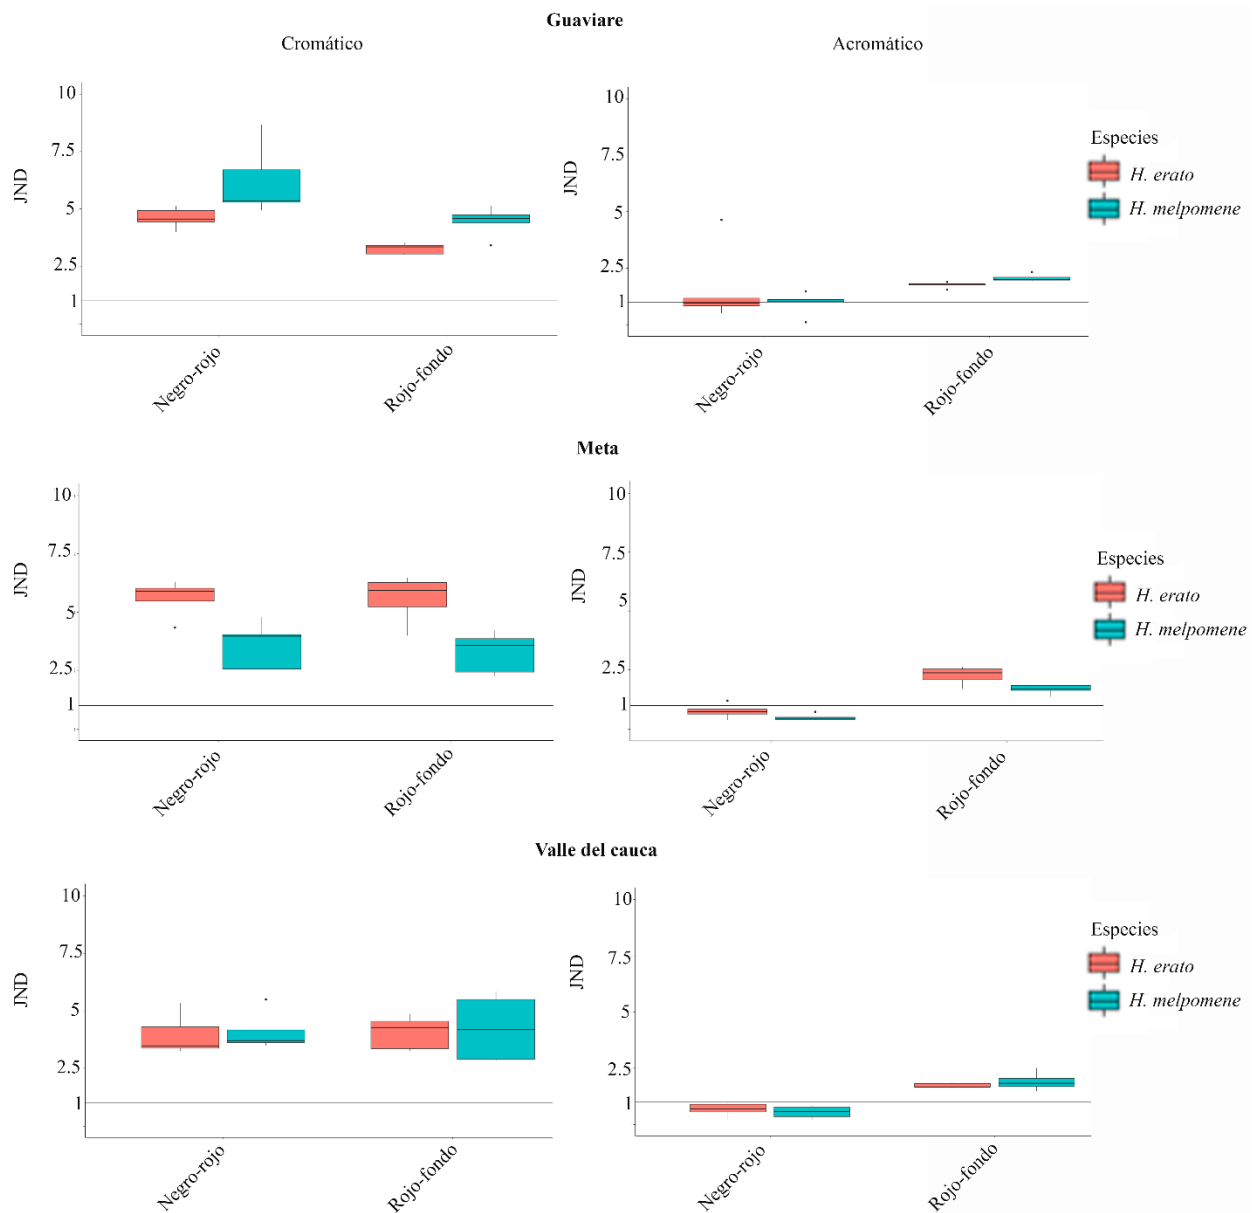 Guaviare
Cromático
Acromático
10
7.5
5
2.5
1
JND
Negro-rojo
Rojo-fondo
10
7.5
5
2.5
1
JND
Negro-rojo
Rojo-fondo
Especies
H. erato
H. melpomene
Meta
10
7.5
5
2.5
1
JND
Negro-rojo
Rojo-fondo
10
7.5
5
2.5
1
JND
Negro-rojo
Rojo-fondo
Especies
H. erato
H. melpomene
Valle del cauca
10
7.5
5
2.5
1
JND
Negro-rojo
Rojo-fondo
10
7.5
5
2.5
1
JND
Negro-rojo
Rojo-fondo
Especies
H. erato
H. melpomene